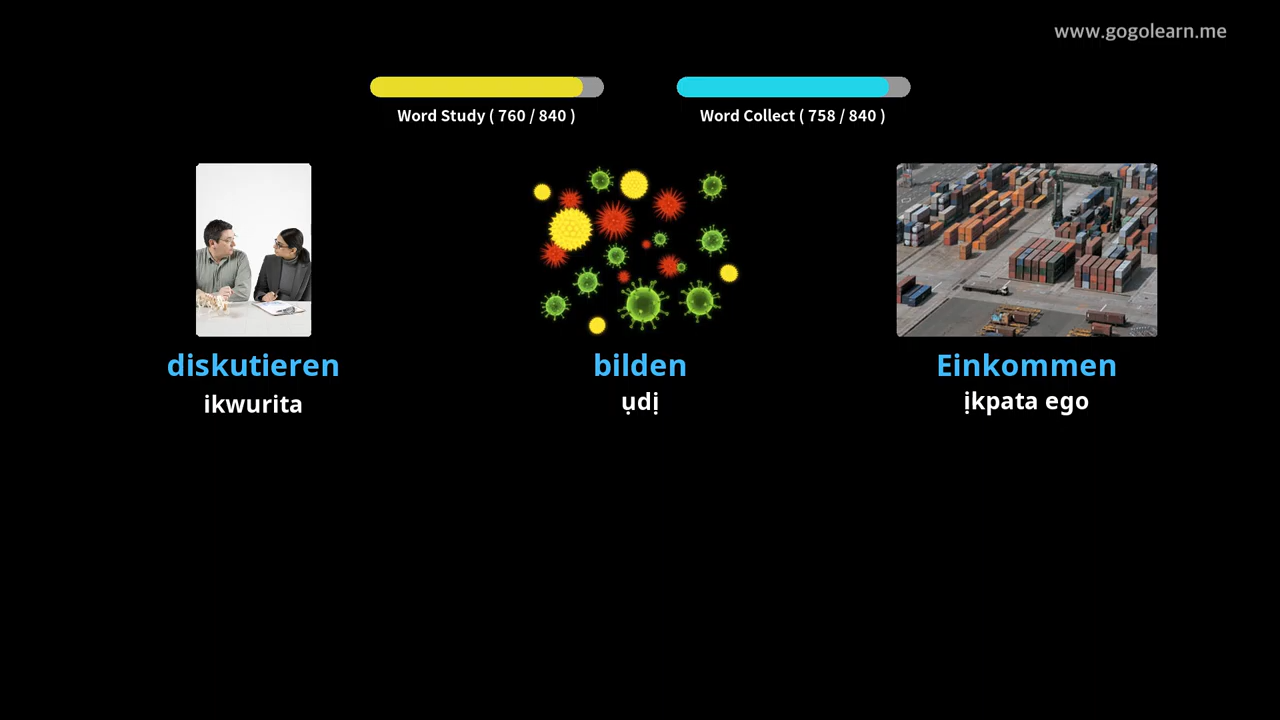 www.gogolearn.me
Word Study ( 760 / 840 )
Word Collect ( 758 / 840 )
diskutieren
ikwurita
bilden
ụdị
Einkommen
ịkpata ego